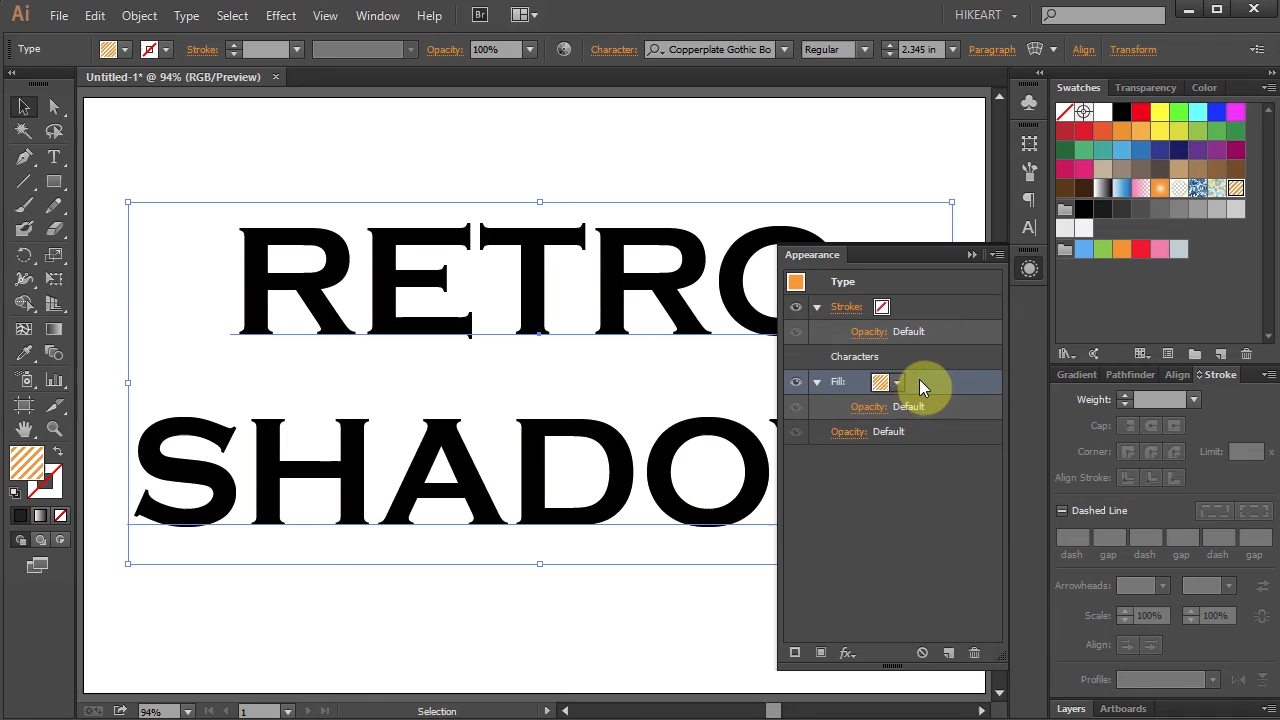 Ai File Edit Object Type Select Effect View Window Help Br HIKEART
Type Stroke: Opacity: 100% Character: Copperplate Gothic Bo Regular 2.345 in Paragraph Align Transform
Untitled-1* @ 94% (RGB/Preview)
Swatches Transparency Color
RETRO
SHADO
Appearance
Type
Stroke:
Opacity: Default
Characters
Fill:
Opacity: Default
Opacity: Default
fx
Gradient Pathfinder Align Stroke
Weight:
Cap:
Corner: Limit: x
Align Stroke:
Dashed Line
dash gap dash gap dash gap
Arrowheads:
Scale: 100% 100%
Align:
Profile:
Layers Artboards
94% 1 Selection